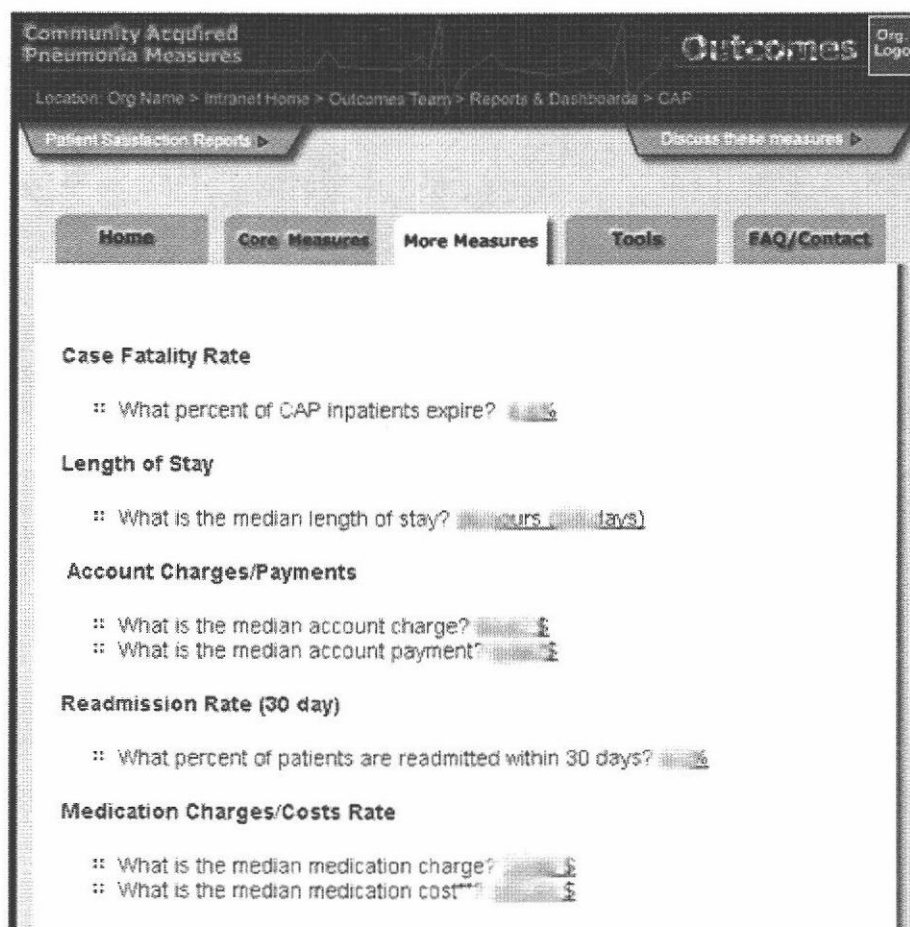 Community Acquired
Pneumonia Measures
Outcomes
Org.
Logo
Location: Org Name > Intranet Home > Outcomes Team > Reports & Dashboards > CAP
Patient Satisfaction Reports
Discuss these measures
Home
Core Measures
More Measures
Tools
FAQ/Contact
Case Fatality Rate
What percent of CAP inpatients expire? %
Length of Stay
What is the median length of stay? days)
Account Charges/Payments
What is the median account charge? $
What is the median account payment? $
Readmission Rate (30 day)
What percent of patients are readmitted within 30 days? %
Medication Charges/Costs Rate
What is the median medication charge? $
What is the median medication cost**? $